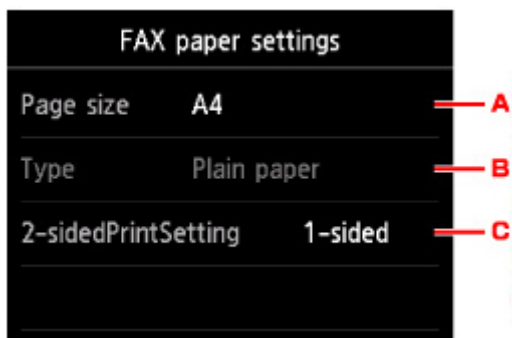 FAX paper settings
Page size A4 A
Type Plain paper B
2-sidedPrintSetting 1-sided C